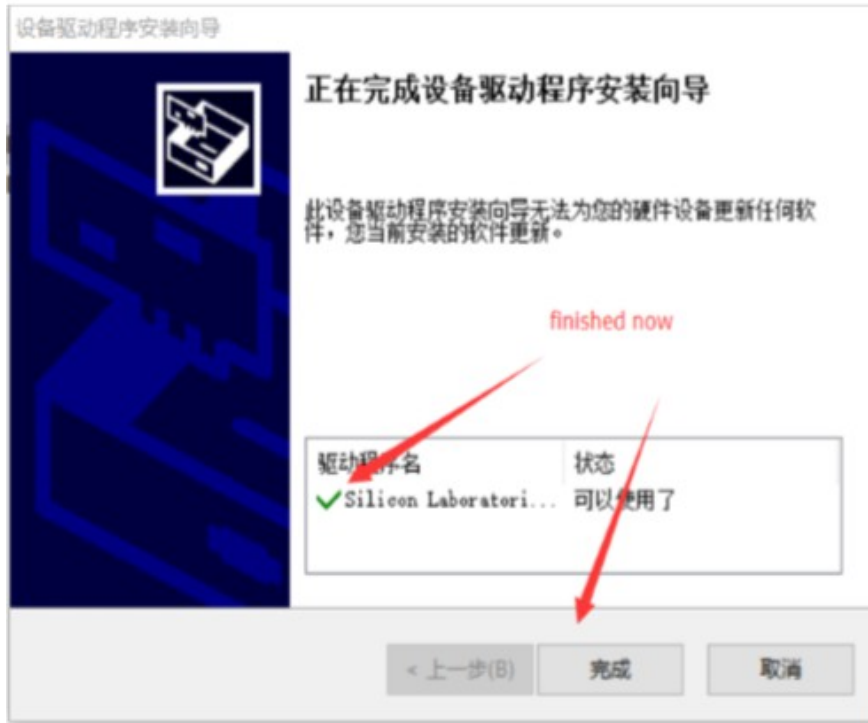 设备驱动程序安装向导
正在完成设备驱动程序安装向导
此设备驱动程序安装向导无法为您的硬件设备更新任何软
件，您当前安装的软件更新。
finished now
驱动程序名 状态
Silicon Laboratori... 可以使用了
< 上一步(B) 完成 取消